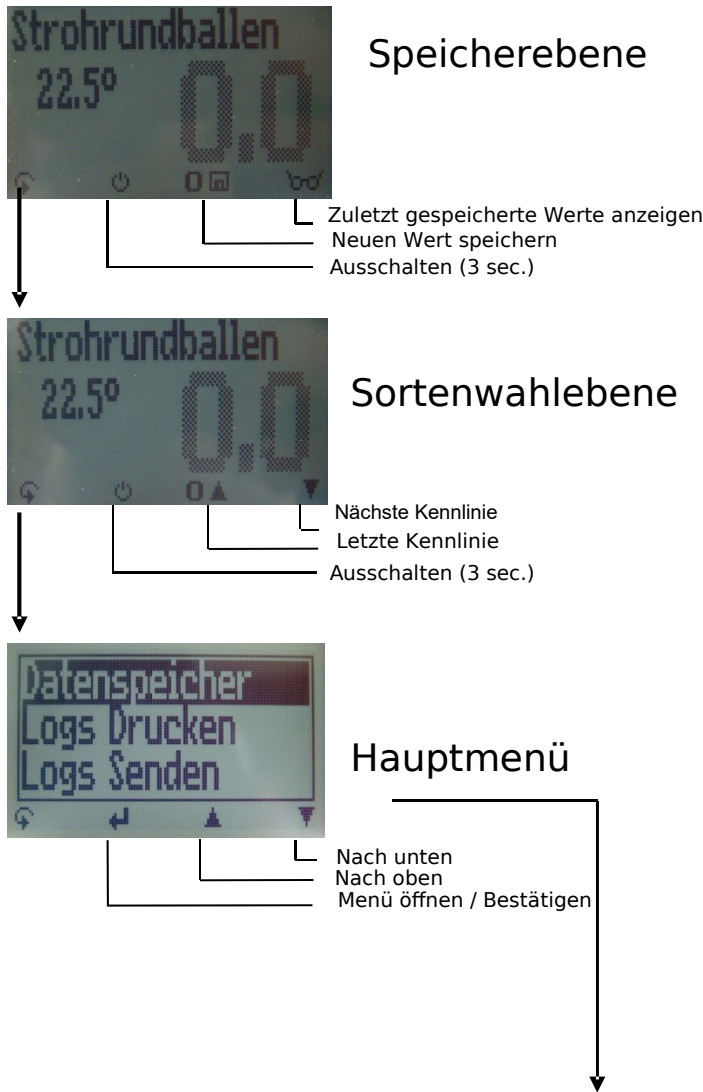 Strohrundballen
Speicherebene
22.5° 0.0
Zuletzt gespeicherte Werte anzeigen
Neuen Wert speichern
Ausschalten (3 sec.)
Strohrundballen
Sortenwahlebene
22.5° 0.0
Nächste Kennlinie
Letzte Kennlinie
Ausschalten (3 sec.)
Datenspeicher
Logs Drucken
Logs Senden
Hauptmenü
Nach unten
Nach oben
Menü öffnen / Bestätigen